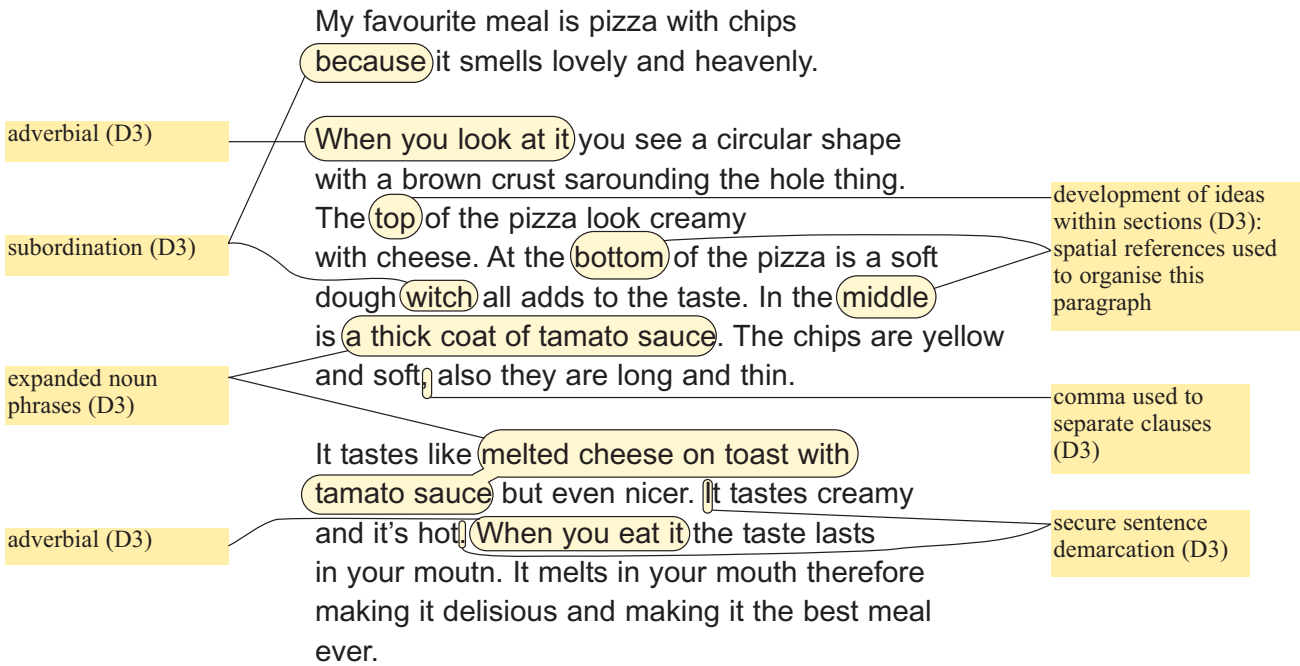 My favourite meal is pizza with chips
because it smells lovely and heavenly.
adverbial (D3)
When you look at it you see a circular shape
with a brown crust sarounding the hole thing.
The top of the pizza look creamy
with cheese. At the bottom of the pizza is a soft
dough witch all adds to the taste. In the middle
is a thick coat of tamato sauce. The chips are yellow
and soft, also they are long and thin.
subordination (D3)
development of ideas
within sections (D3):
spatial references used
to organise this
paragraph
expanded noun
phrases (D3)
comma used to
separate clauses
(D3)
It tastes like melted cheese on toast with
tamato sauce but even nicer. It tastes creamy
and it's hot. When you eat it the taste lasts
in your moutn. It melts in your mouth therefore
making it delisious and making it the best meal
ever.
adverbial (D3)
secure sentence
demarcation (D3)